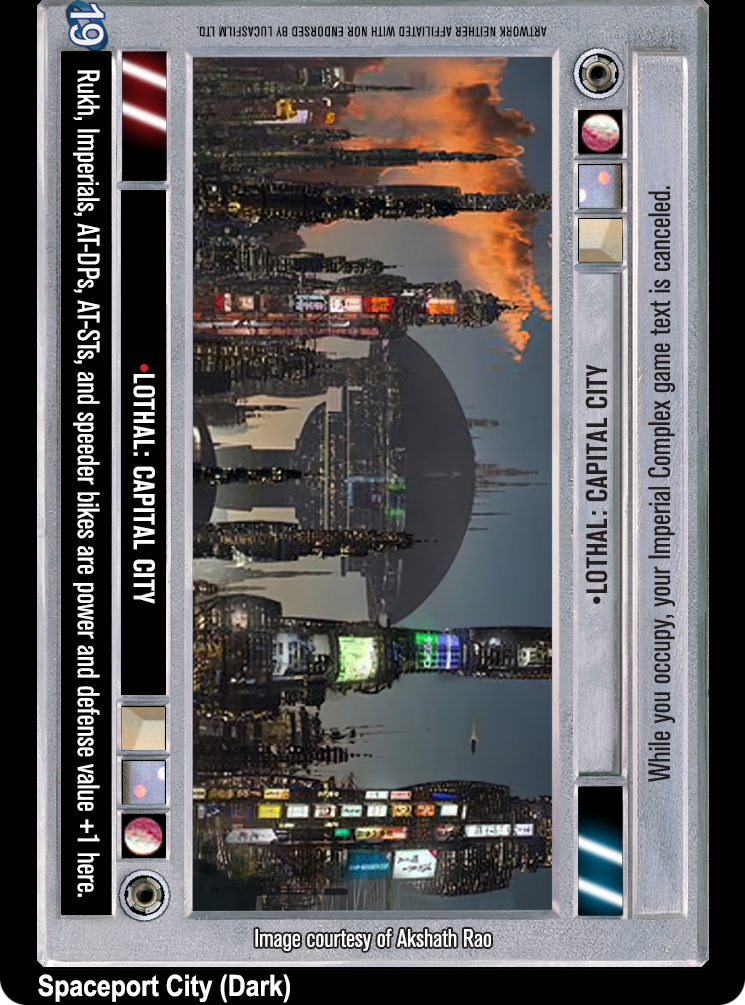 19
ARTWORK NEITHER AFFILIATED WITH NOR ENDORSED BY LUCASFILM LTD.
Rukh, Imperials, AT-DPs, AT-STs, and speeder bikes are power and defense value +1 here.
•LOTHAL: CAPITAL CITY
•LOTHAL: CAPITAL CITY
While you occupy, your Imperial Complex game text is canceled.
Image courtesy of Akshath Rao
Spaceport City (Dark)